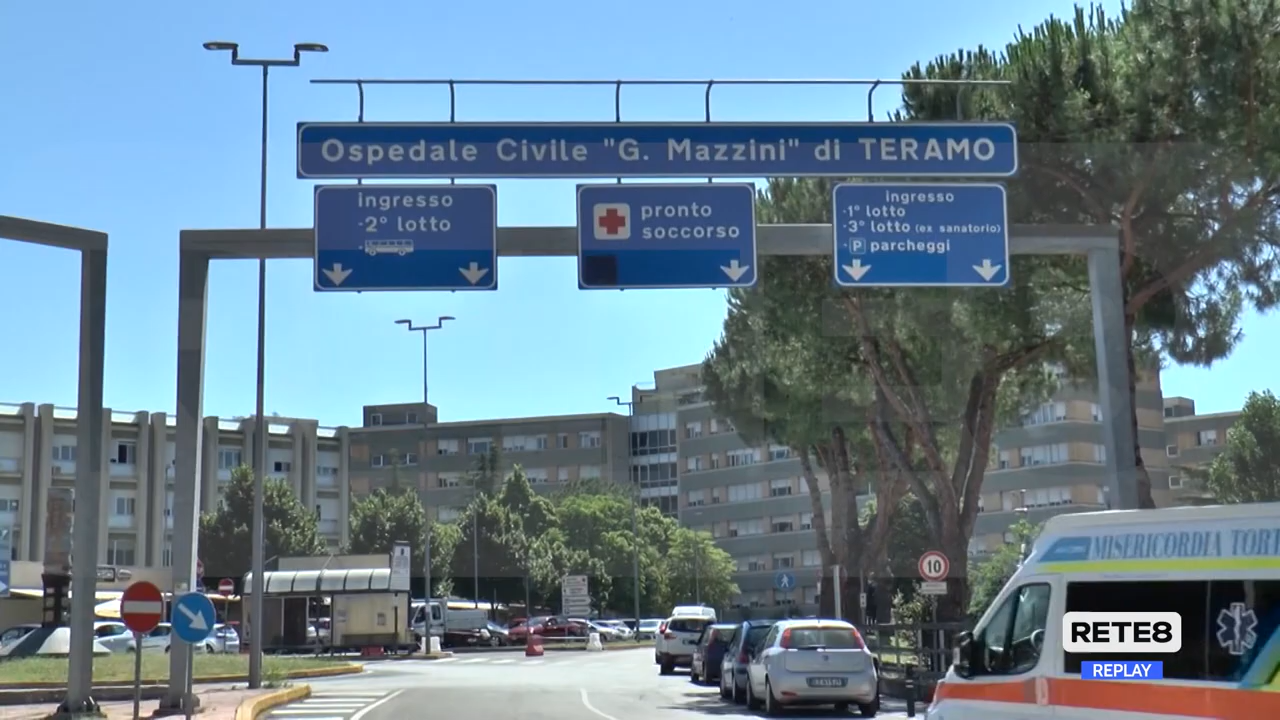 Ospedale Civile "G. Mazzini" di TERAMO
ingresso
-2° lotto
pronto
soccorso
ingresso
-1° lotto
-3° lotto (ex sanatorio)
-P parcheggi
10
MISERICORDIA TORT
RETE8
REPLAY